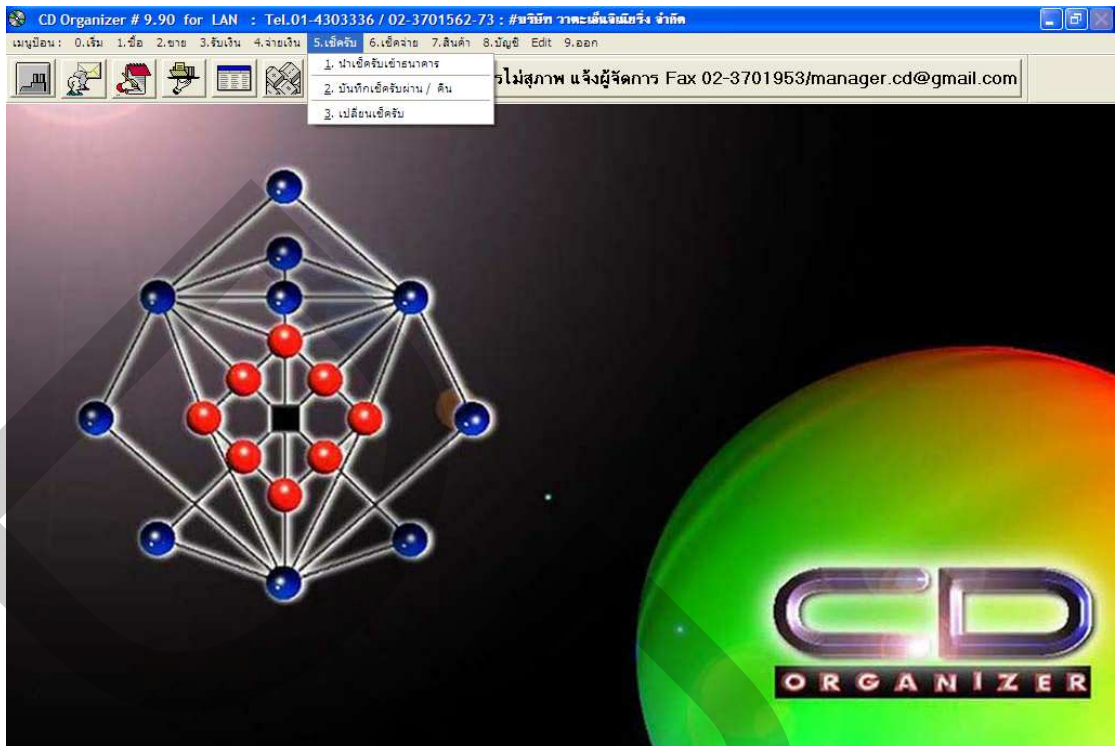 CD Organizer # 9.90 for LAN : Tel.01-4303336 / 02-3701562-73 : #บริษัท วาตะเอ็นจิเนียริ่ง จำกัด
เมนูป้อน : 0.เริ่ม 1.ซื้อ 2.ขาย 3.รับเงิน 4.จ่ายเงิน 5.เช็ครับ 6.เช็คจ่าย 7.สินค้า 8.บัญชี Edit 9.ออก
1. นำเช็ครับเข้าธนาคาร
รไม่สุภาพ แจ้งผู้จัดการ Fax 02-3701953/manager.cd@gmail.com
2. บันทึกเช็ครับผ่าน / คืน
3. เปลี่ยนเช็ครับ
CD
ORGANIZER